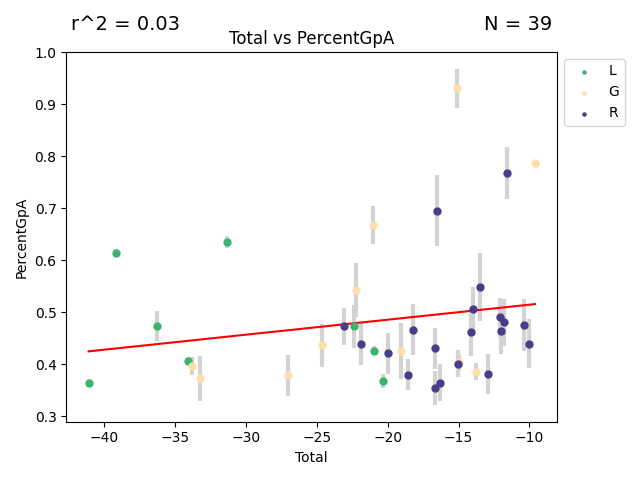 r^2 = 0.03
N = 39
Total vs PercentGpA
L
G
R
1.0
0.9
0.8
0.7
0.6
0.5
0.4
0.3
PercentGpA
−40
−35
−30
−25
−20
−15
−10
Total